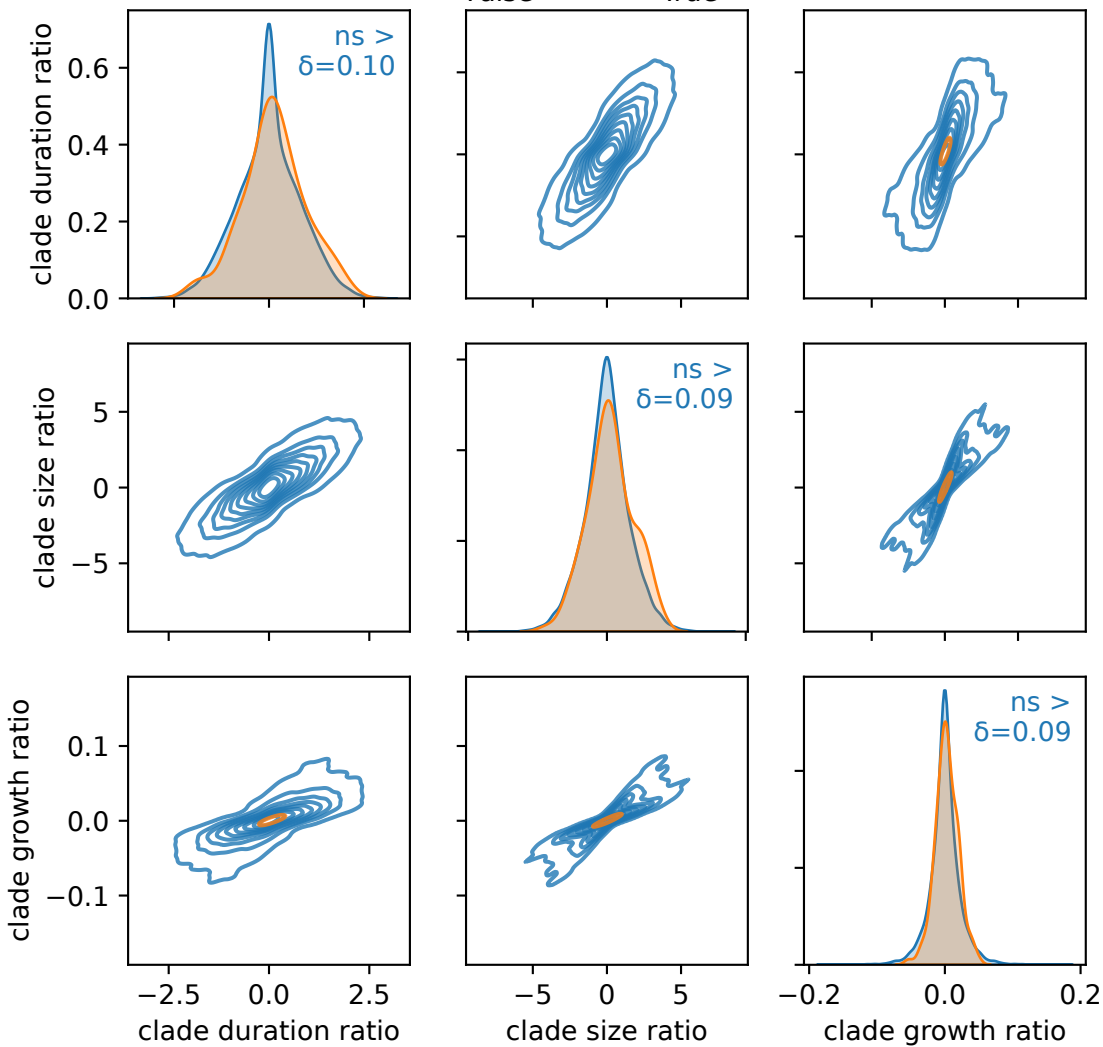 clade duration ratio
0.6
0.4
0.2
0.0
ns >
δ=0.10
clade size ratio
5
0
−5
ns >
δ=0.09
clade growth ratio
0.1
0.0
−0.1
ns >
δ=0.09
−2.5 0.0 2.5
−5 0 5
−0.2 0.0 0.2
clade duration ratio
clade size ratio
clade growth ratio